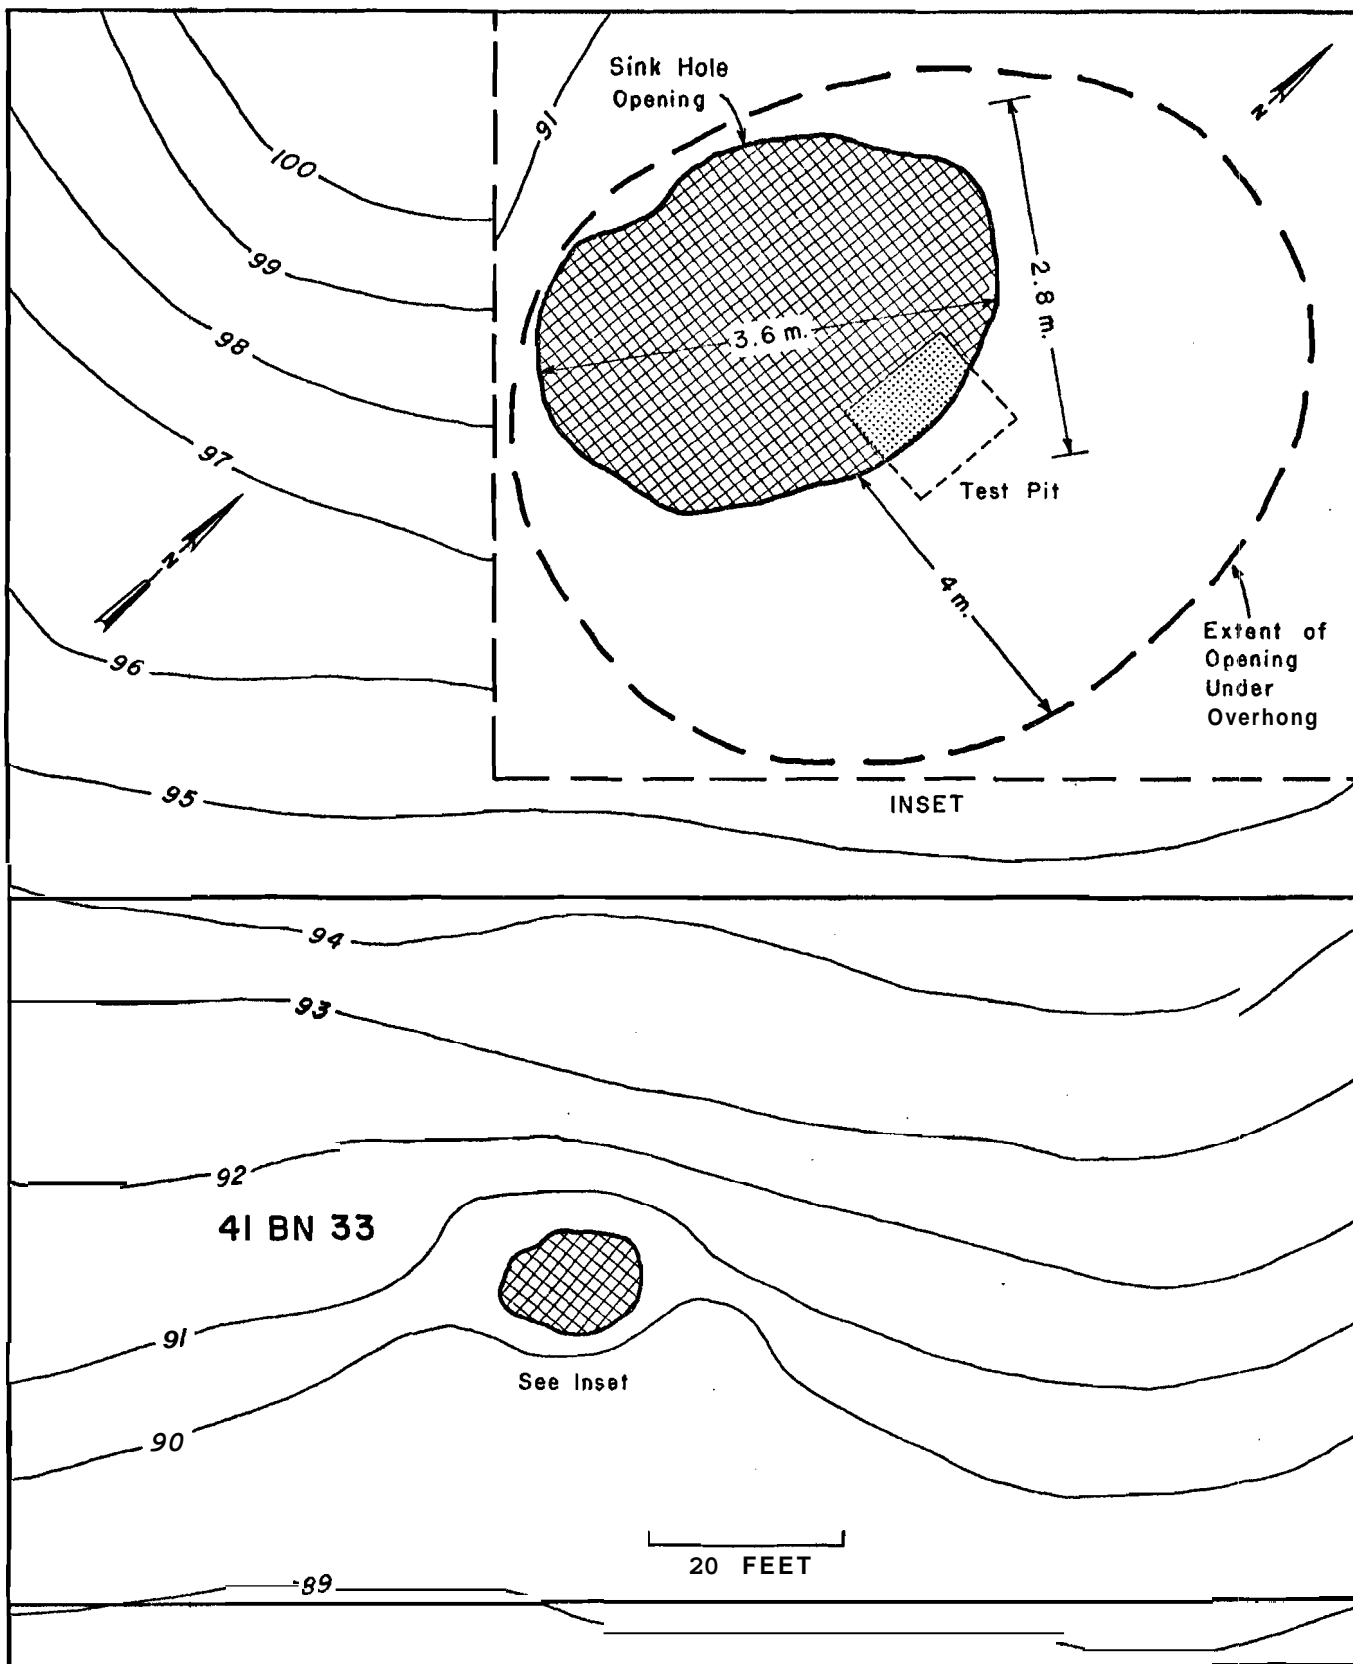 Sink Hole
Opening
N
91
100
99
2.8 m.
3.6 m.
98
97
Test Pit
N
4 m.
Extent of
Opening
Under
Overhong
96
95
INSET
94
93
92
41 BN 33
91
See Inset
90
20 FEET
89